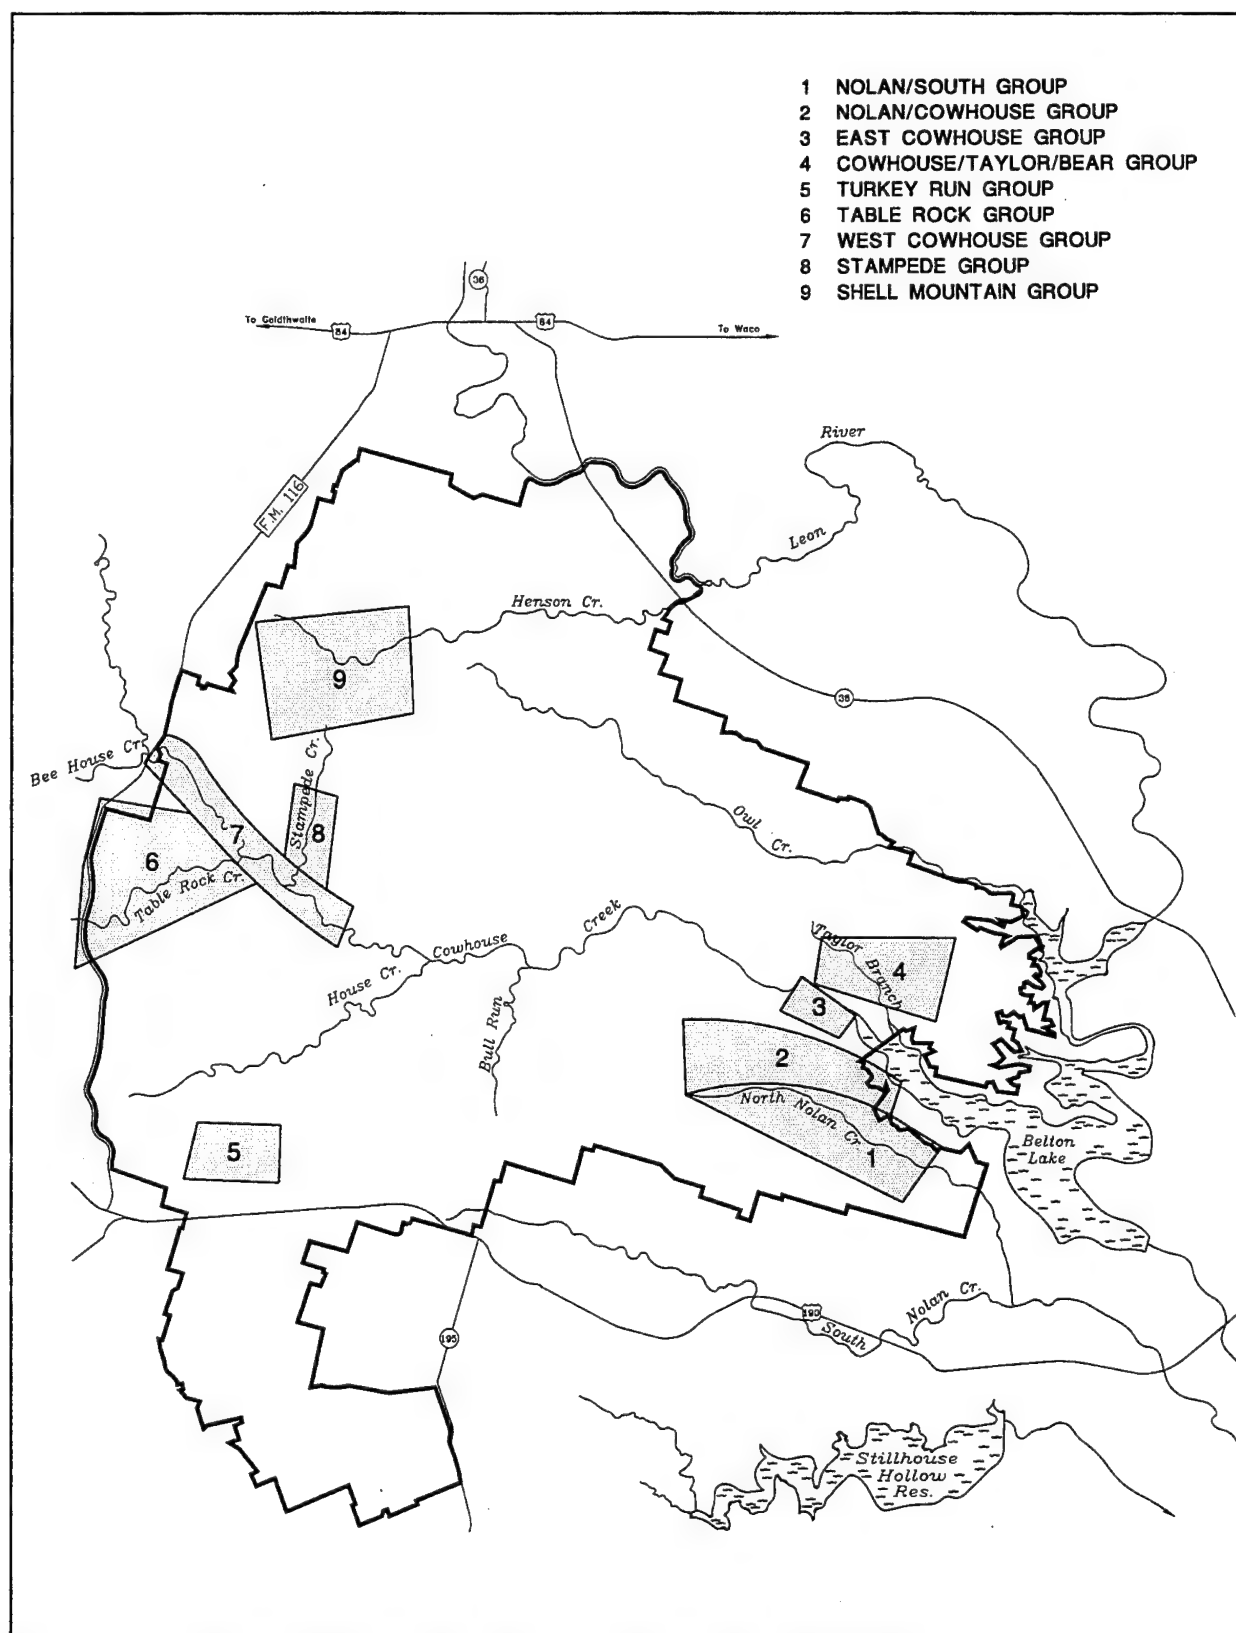 1 NOLAN/SOUTH GROUP
2 NOLAN/COWHOUSE GROUP
3 EAST COWHOUSE GROUP
4 COWHOUSE/TAYLOR/BEAR GROUP
5 TURKEY RUN GROUP
6 TABLE ROCK GROUP
7 WEST COWHOUSE GROUP
8 STAMPEDE GROUP
9 SHELL MOUNTAIN GROUP
36
To Goldthwaite
84
84
To Waco
River
F.M. 116
Leon
Henson Cr.
9
36
Bee House Cr.
Stampede Cr.
Owl Cr.
7
8
6
Table Rock Cr.
Creek
Cowhouse
Taylor Branch
4
House Cr.
3
Bull Run
2
North Nolan Cr.
1
Belton
Lake
5
190
Nolan Cr.
South
195
Stillhouse
Hollow
Res.